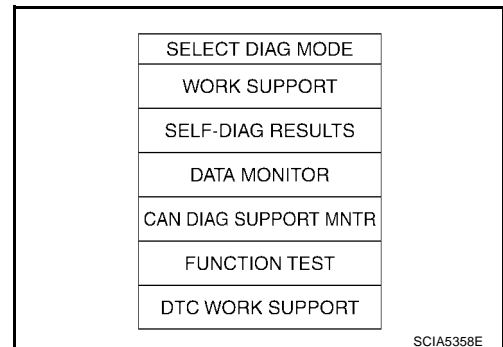 SELECT DIAG MODE
WORK SUPPORT
SELF-DIAG RESULTS
DATA MONITOR
CAN DIAG SUPPORT MNTR
FUNCTION TEST
DTC WORK SUPPORT
SCIA5358E